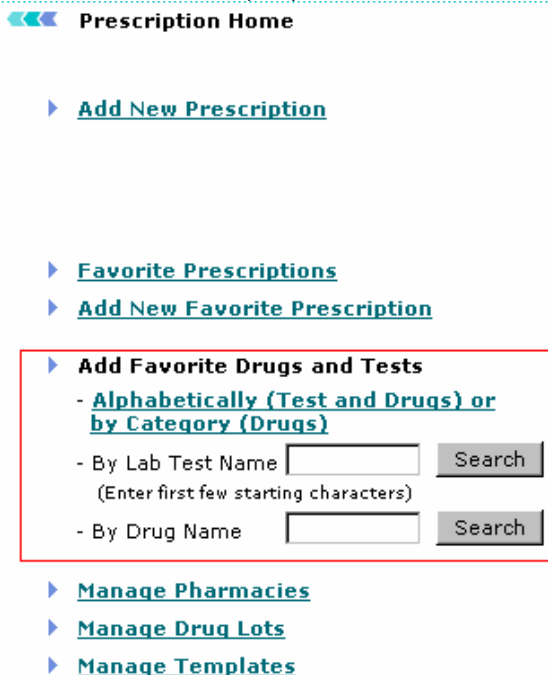 Prescription Home
Add New Prescription
Favorite Prescriptions
Add New Favorite Prescription
Add Favorite Drugs and Tests
- Alphabetically (Test and Drugs) or
by Category (Drugs)
- By Lab Test Name Search
(Enter first few starting characters)
- By Drug Name Search
Manage Pharmacies
Manage Drug Lots
Manage Templates